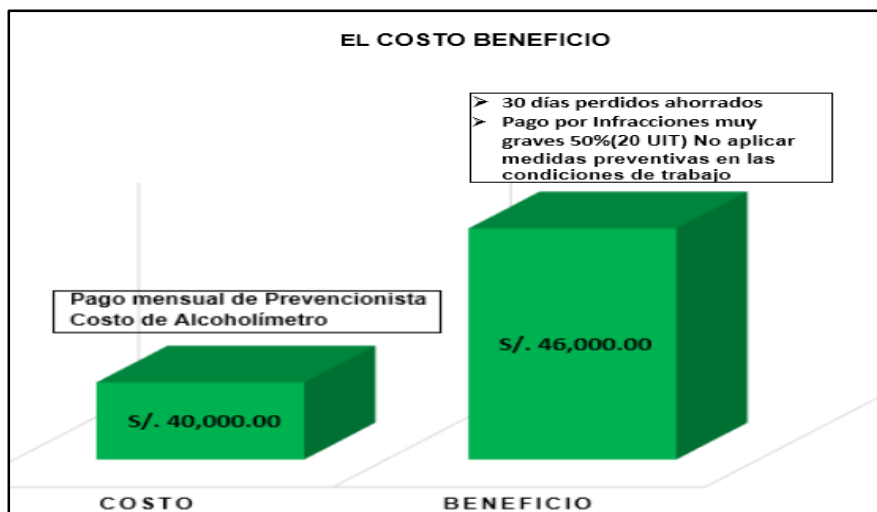 EL COSTO BENEFICIO
➢ 30 días perdidos ahorrados
➢ Pago por Infracciones muy
graves 50%(20 UIT) No aplicar
medidas preventivas en las
condiciones de trabajo
Pago mensual de Prevencionista
Costo de Alcoholímetro
S/. 46,000.00
S/. 40,000.00
COSTO
BENEFICIO